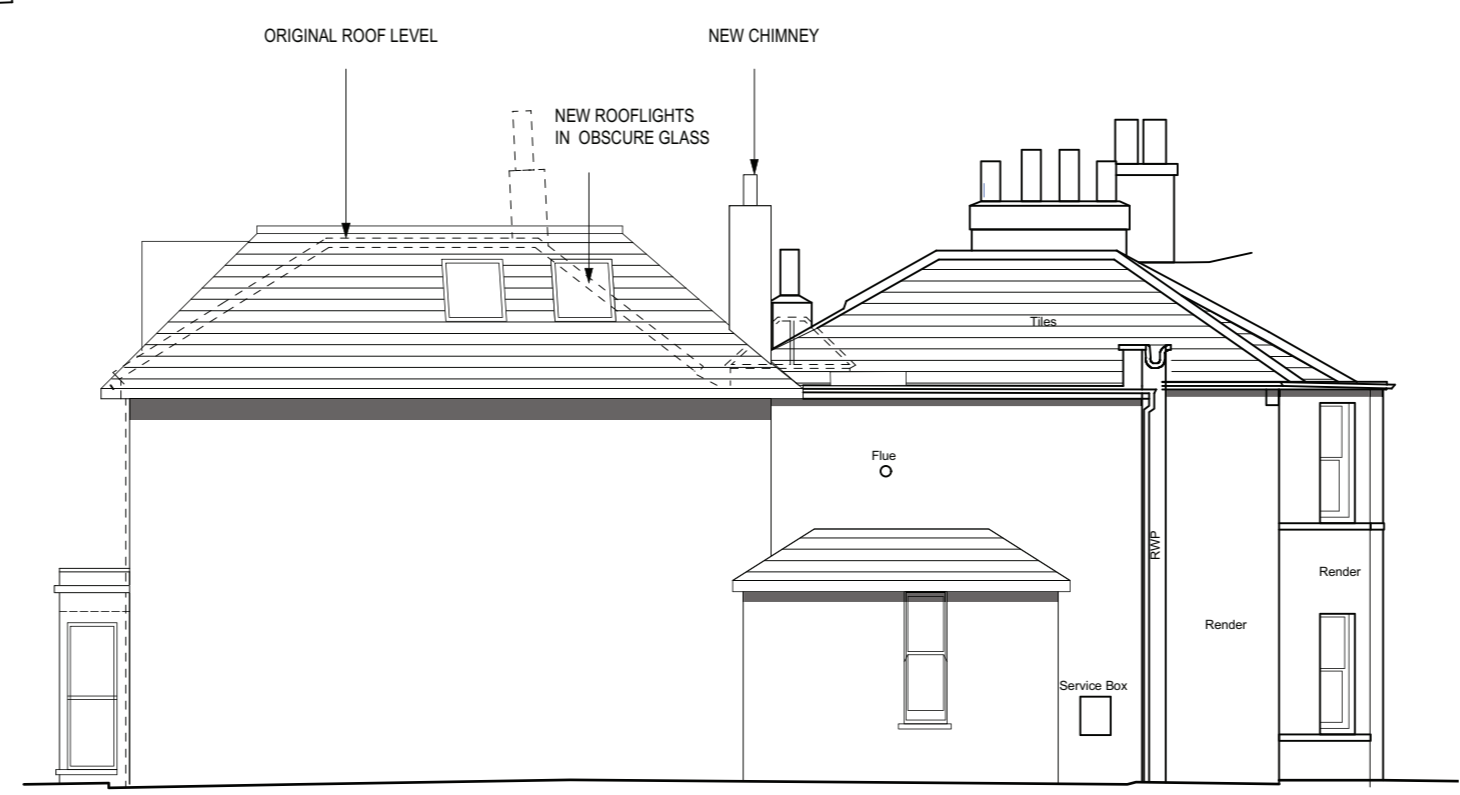 ORIGINAL ROOF LEVEL
NEW CHIMNEY
NEW ROOFLIGHTS
IN OBSCURE GLASS
Tiles
Flue
RWP
Render
Render
Service Box